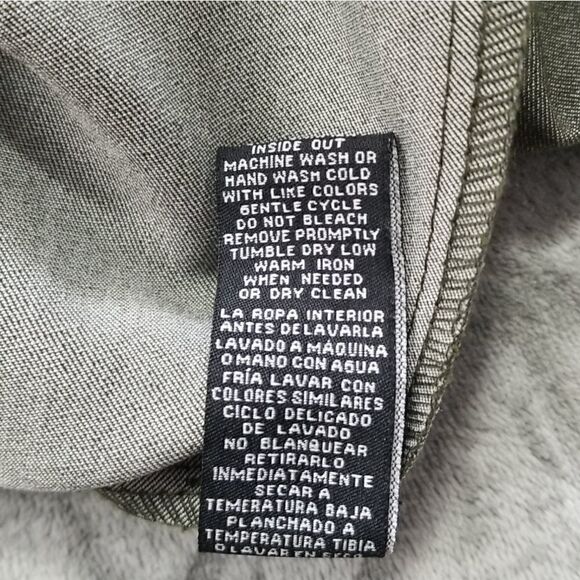 INSIDE OUT
MACHINE WASH OR
HAND WASH COLD
WITH LIKE COLORS
GENTLE CYCLE
DO NOT BLEACH
REMOVE PROMPTLY
TUMBLE DRY LOW
WARM IRON
WHEN NEEDED
OR DRY CLEAN
LA ROPA INTERIOR
ANTES DELAVARLA
LAVADO A MÁQUINA
O MANO CON AGUA
FRÍA LAVAR CON
COLORES SIMILARES
CICLO DELICADO
DE LAVADO
NO BLANQUEAR
RETIRARLO
INMEDIATAMENTE
SECAR A
TEMERATURA BAJA
PLANCHADO A
TEMPERATURA TIBIA
O LAVAR EN SECO